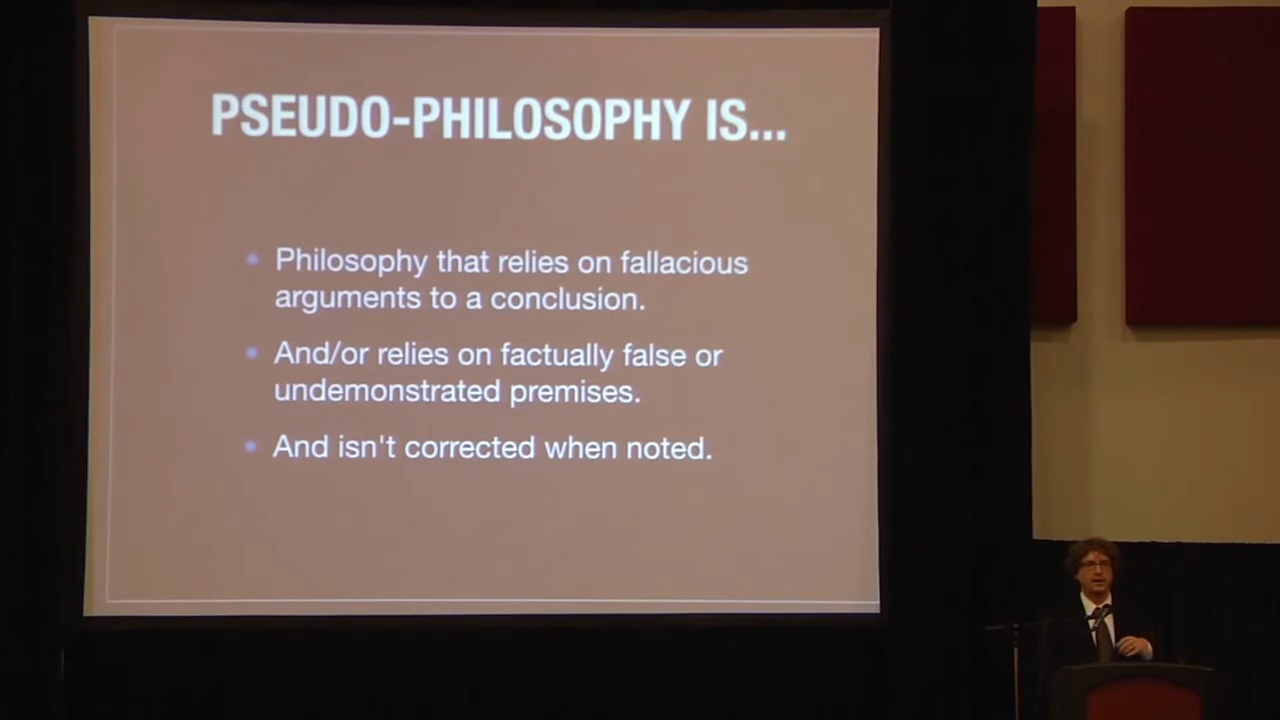 PSEUDO-PHILOSOPHY IS...
• Philosophy that relies on fallacious
arguments to a conclusion.
• And/or relies on factually false or
undemonstrated premises.
• And isn't corrected when noted.